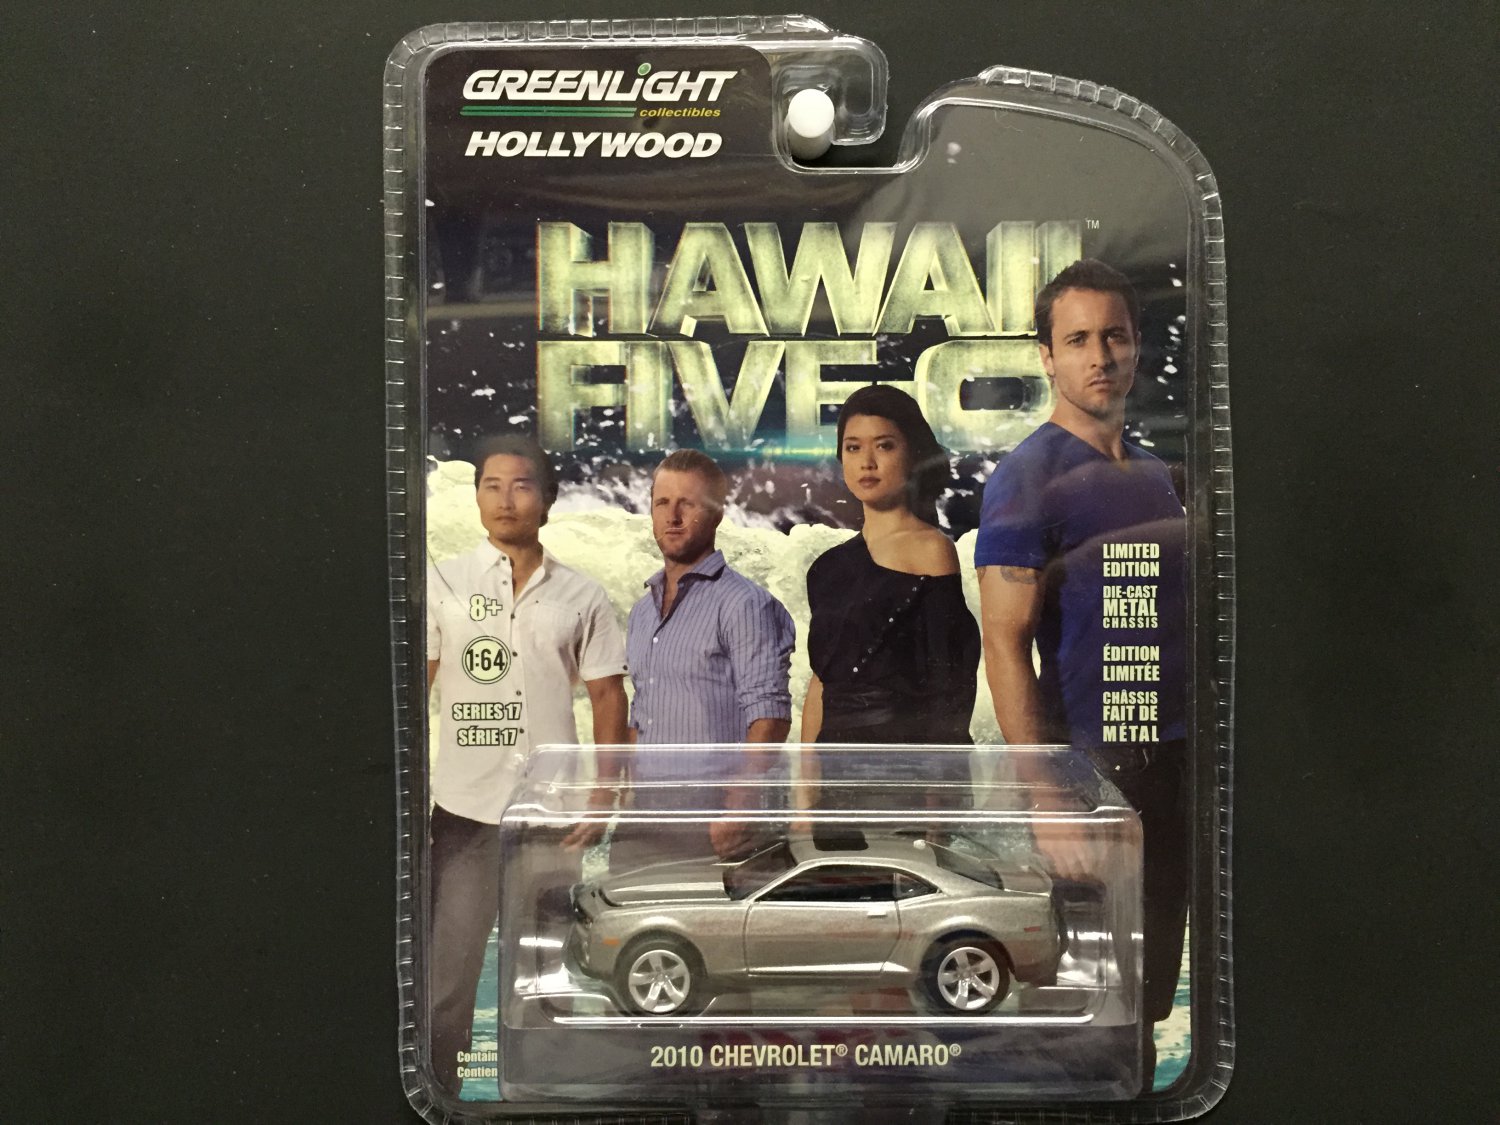 GREENLiGHT
collectibles
HOLLYWOOD
HAWAII ™
FIVE-O
8+
1:64
SERIES 17
SÉRIE 17
LIMITED
EDITION
DIE-CAST
METAL
CHASSIS
ÉDITION
LIMITÉE
CHÂSSIS
FAIT DE
MÉTAL
Contain
Contien
2010 CHEVROLET® CAMARO®